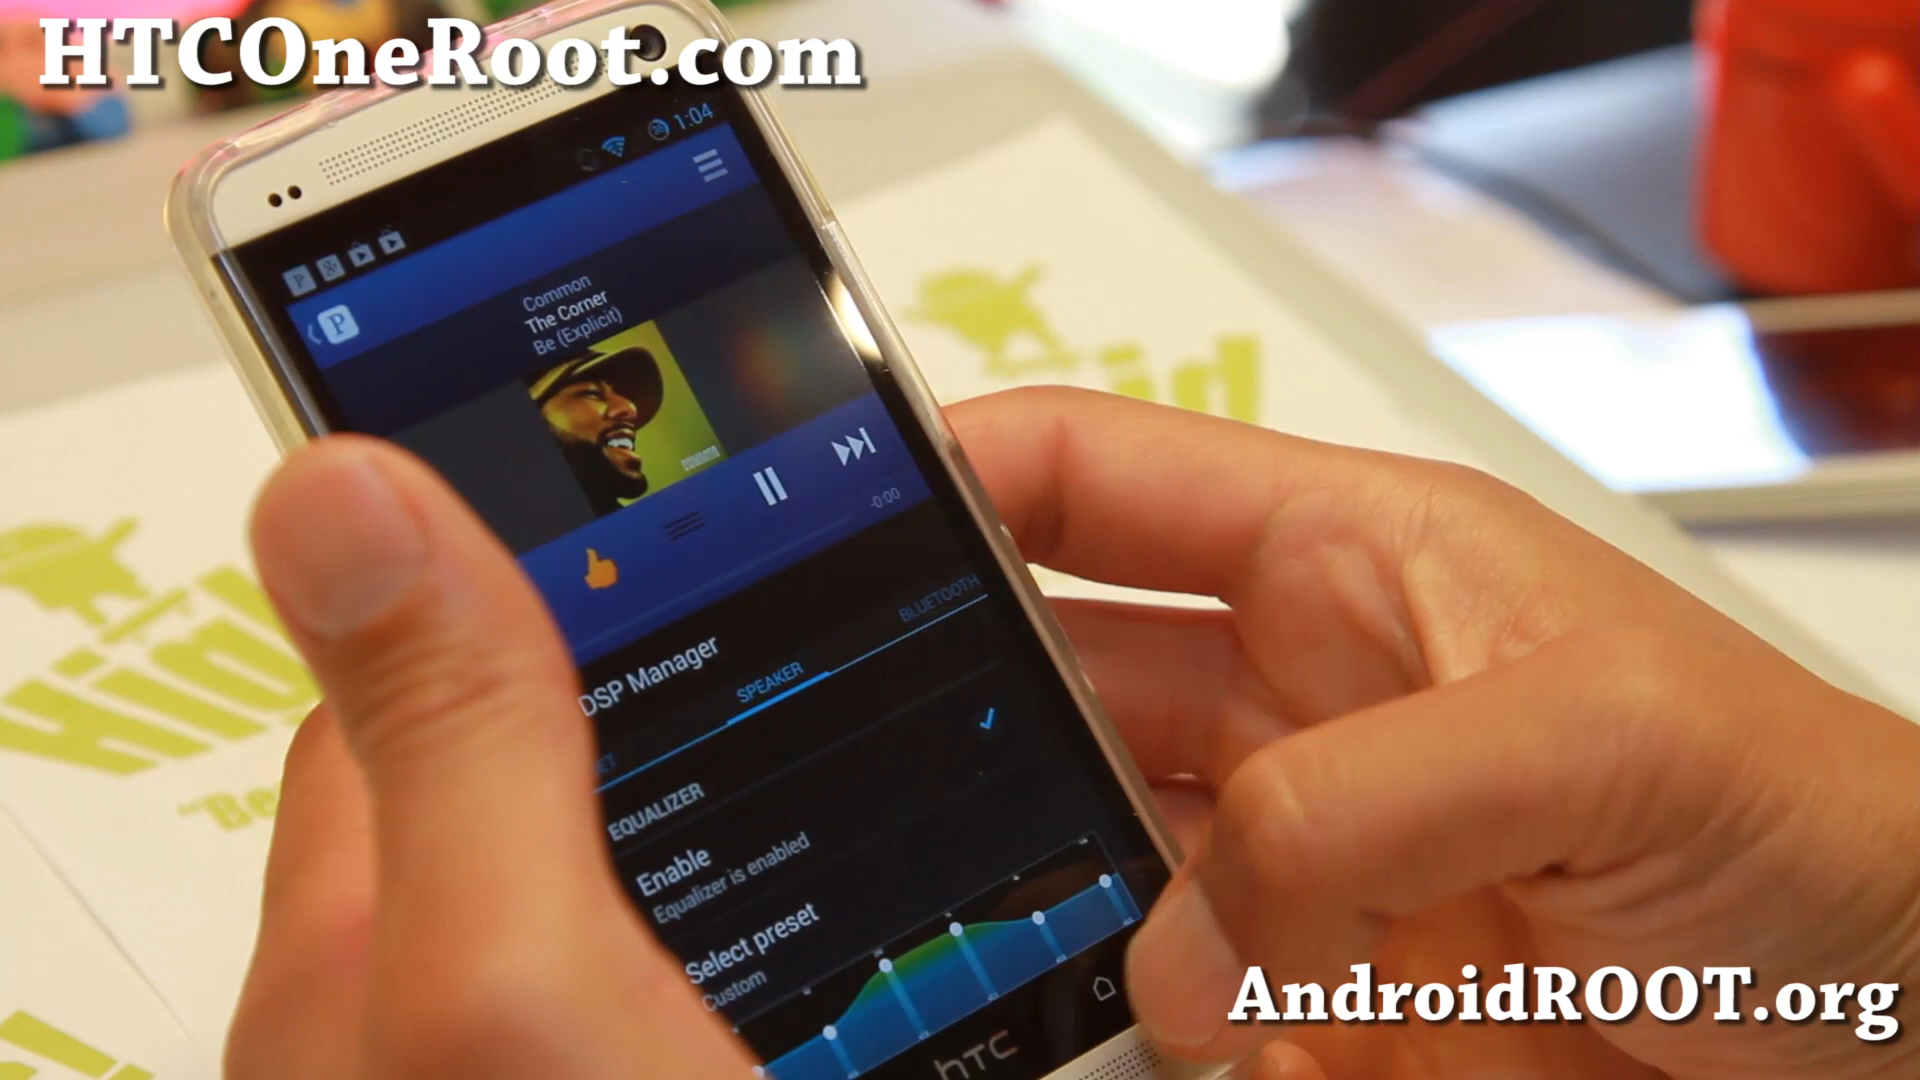 HTCOneRoot.com
1:04
Common
The Corner
Be (Explicit)
COMMON
-0:00
DSP Manager
SPEAKER
BLUETOOTH
EQUALIZER
Enable
Equalizer is enabled
Select preset
Custom
hTC
AndroidROOT.org